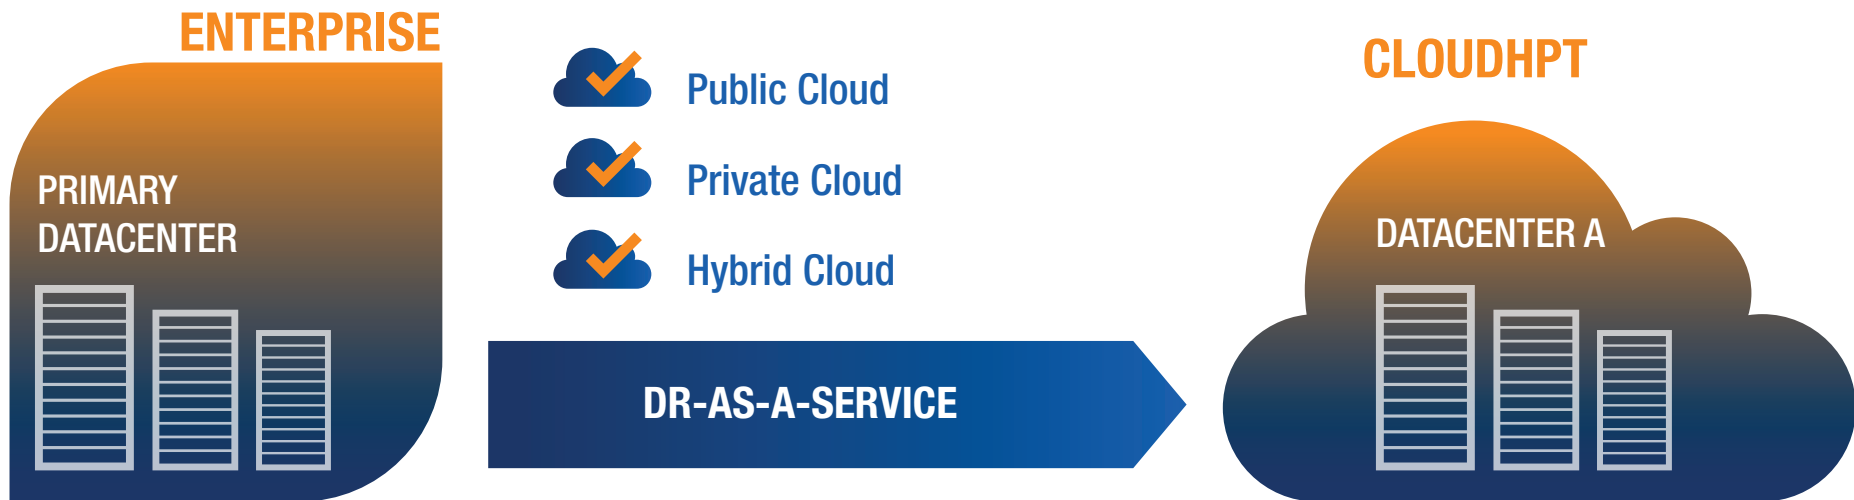 ENTERPRISE
PRIMARY
DATACENTER
Public Cloud
Private Cloud
Hybrid Cloud
DR-AS-A-SERVICE
CLOUDHPT
DATACENTER A